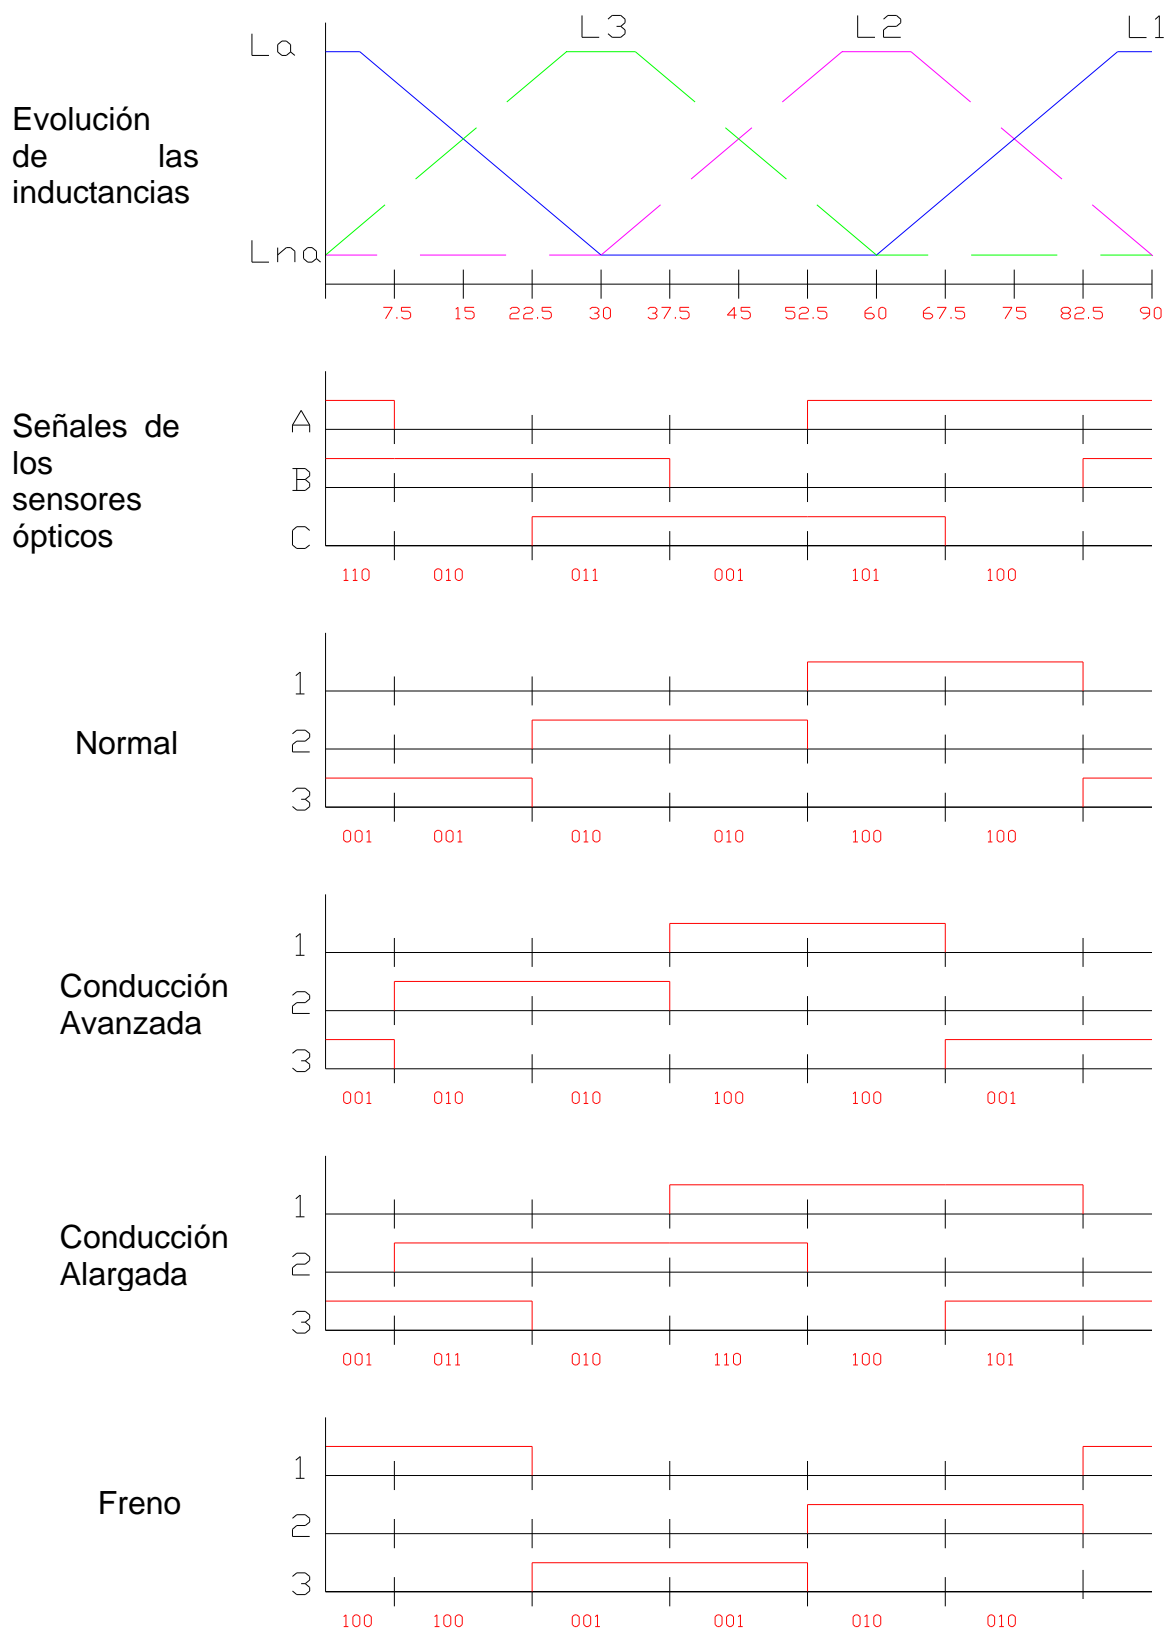 L3 L2 L1
La
Evolución
de las
inductancias
Lna
7.5 15 22.5 30 37.5 45 52.5 60 67.5 75 82.5 90
Señales de
los
sensores
ópticos
A
B
C
110 010 011 001 101 100
Normal
1
2
3
001 001 010 010 100 100
Conducción
Avanzada
1
2
3
001 010 010 100 100 001
Conducción
Alargada
1
2
3
001 011 010 110 100 101
Freno
1
2
3
100 100 001 001 010 010